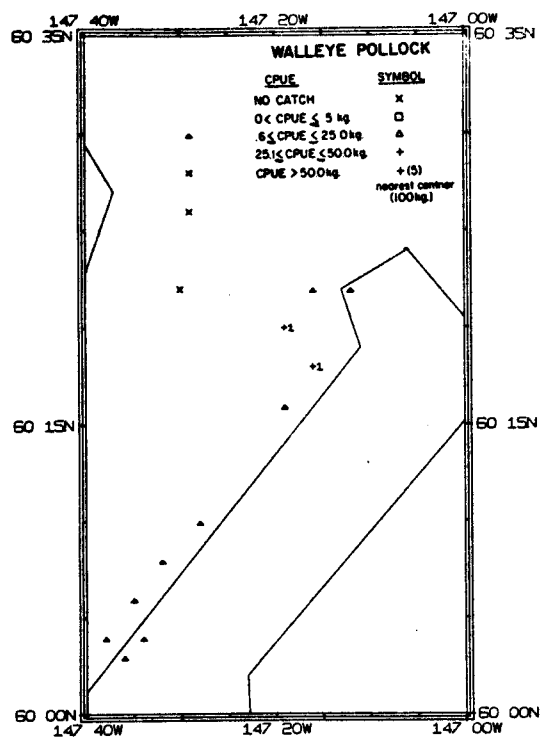 147 40W 147 20W 147 00W
60 35N 60 35N
WALLEYE POLLOCK
CPUE SYMBOL
NO CATCH x
0 < CPUE ≤ 5 kg. □
.6 ≤ CPUE ≤ 25.0kg. △
25.1 ≤ CPUE ≤ 50.0kg. +
CPUE > 50.0kg. +(5)
nearest centner
(100kg.)
+1
+1
60 15N 60 15N
60 00N 60 00N
147 40W 147 20W 147 00W